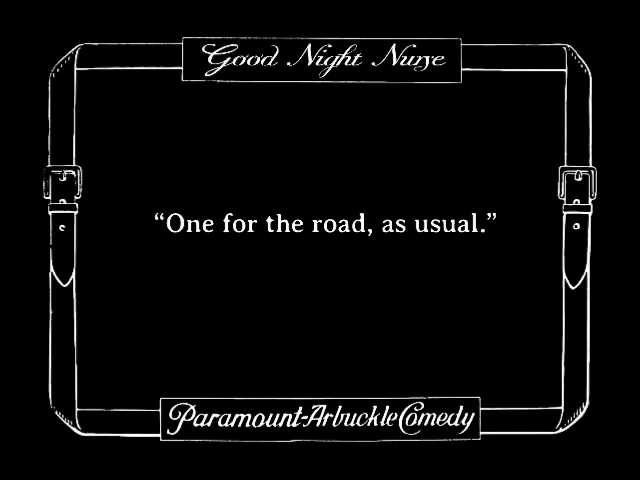 Good Night Nurse
“One for the road, as usual.”
Paramount-Arbuckle Comedy